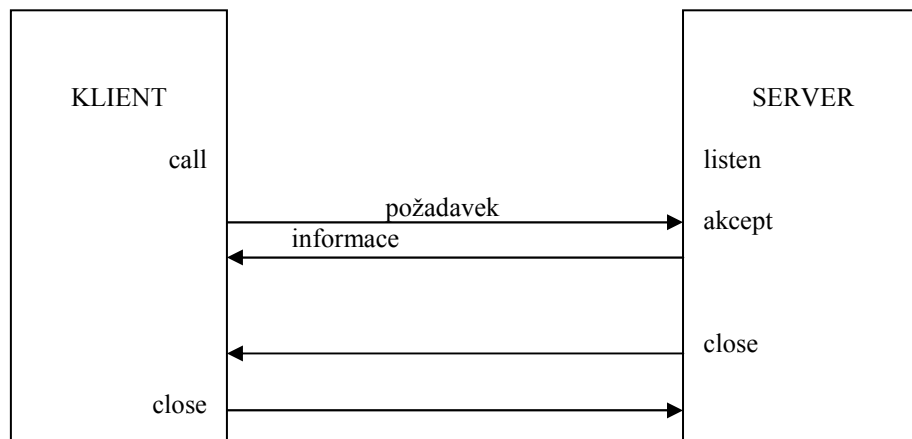 KLIENT
SERVER
call
listen
požadavek
akcept
informace
close
close